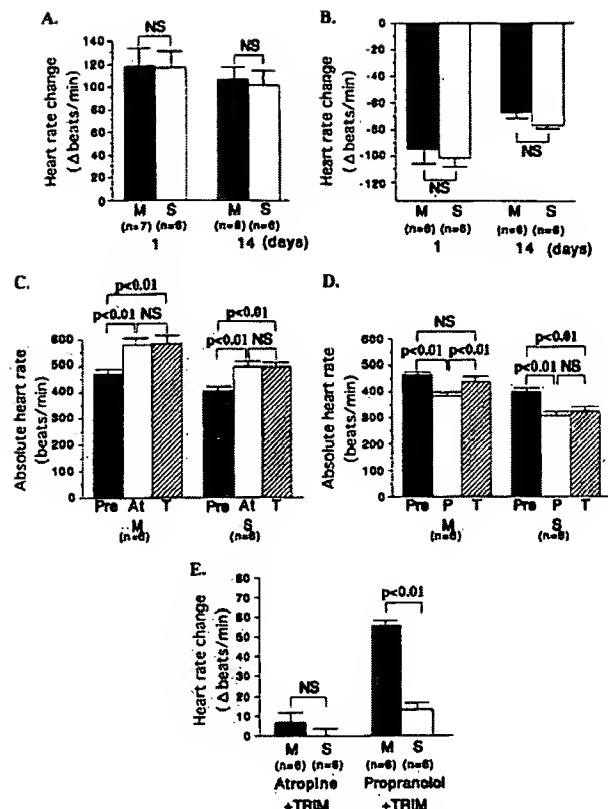 A.
NS
NS
Heart rate change
(Δ beats/min)
140
120
100
80
60
40
20
0
M S M S
(n=7) (n=6) (n=6) (n=6)
1 14 (days)
B.
Heart rate change
(Δ beats/min)
-0
-20
-40
-60
-80
-100
-120
NS
NS
M S M S
(n=6) (n=6) (n=6) (n=6)
1 14 (days)
C.
p<0.01
p<0.01 NS
p<0.01
p<0.01 NS
Absolute heart rate
(beats/min)
600
500
400
300
200
100
0
Pre At T Pre At T
M S
(n=6) (n=6)
D.
NS
p<0.01 p<0.01
p<0.01
p<0.01 NS
Absolute heart rate
(beats/min)
600
500
400
300
200
100
0
Pre P T Pre P T
M S
(n=6) (n=6)
E.
p<0.01
NS
Heart rate change
(Δ beats/min)
80
70
60
50
40
30
20
10
0
M S M S
(n=6) (n=6) (n=6) (n=6)
Atropine Propranolol
+TRIM +TRIM